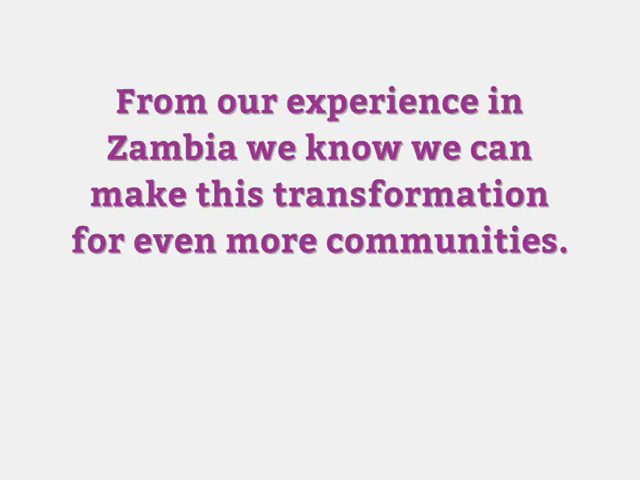 From our experience in
Zambia we know we can
make this transformation
for even more communities.